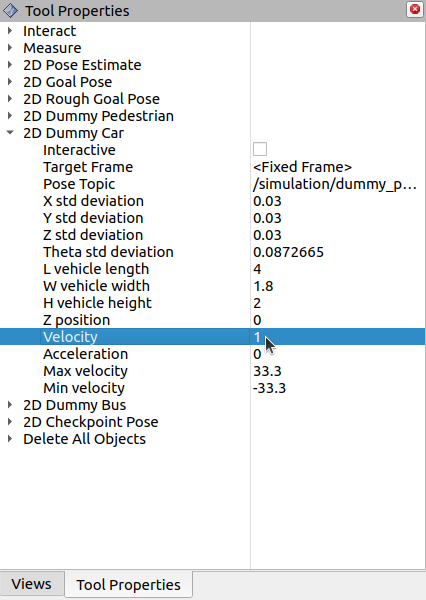 Tool Properties
Interact
Measure
2D Pose Estimate
2D Goal Pose
2D Rough Goal Pose
2D Dummy Pedestrian
2D Dummy Car
Interactive
Target Frame <Fixed Frame>
Pose Topic /simulation/dummy_p...
X std deviation 0.03
Y std deviation 0.03
Z std deviation 0.03
Theta std deviation 0.0872665
L vehicle length 4
W vehicle width 1.8
H vehicle height 2
Z position 0
Velocity 1
Acceleration 0
Max velocity 33.3
Min velocity -33.3
2D Dummy Bus
2D Checkpoint Pose
Delete All Objects
Views Tool Properties